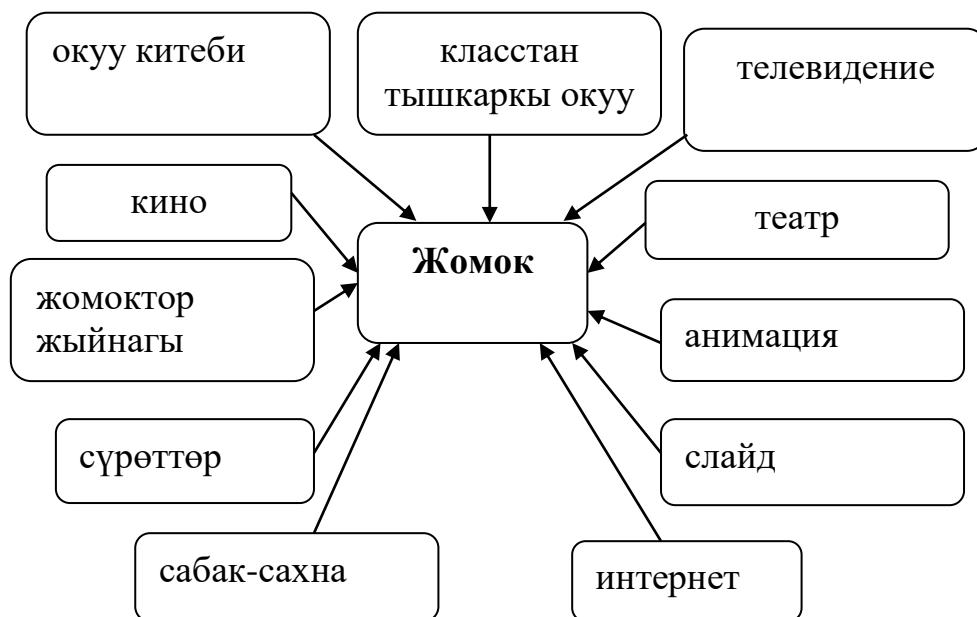 окуу китеби
класстан
тышкаркы окуу
телевидение
кино
Жомок
театр
жомоктор
жыйнагы
анимация
сүрөттөр
слайд
сабак-сахна
интернет